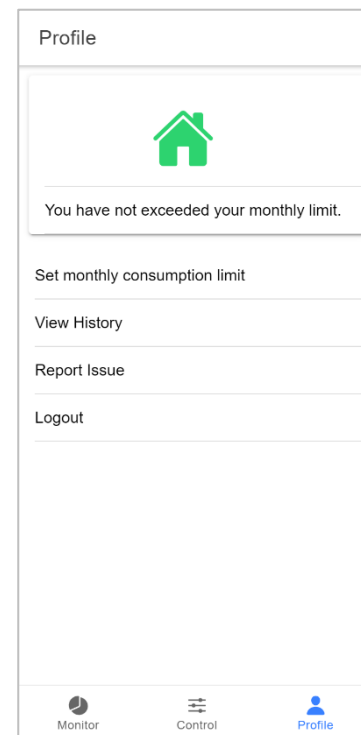 Profile
You have not exceeded your monthly limit.
Set monthly consumption limit
View History
Report Issue
Logout
Monitor
Control
Profile